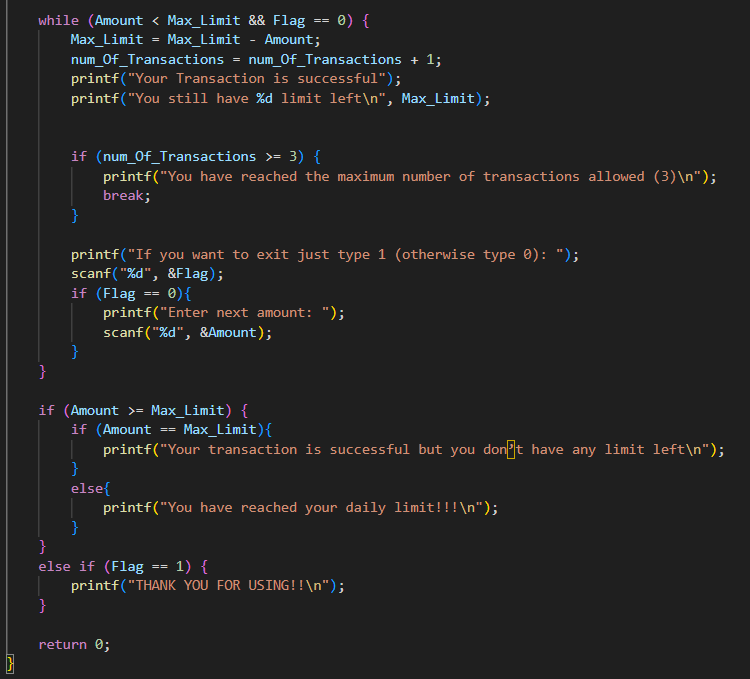 while (Amount < Max_Limit && Flag == 0) {
Max_Limit = Max_Limit - Amount;
num_Of_Transactions = num_Of_Transactions + 1;
printf("Your Transaction is successful");
printf("You still have %d limit left\n", Max_Limit);
if (num_Of_Transactions >= 3) {
printf("You have reached the maximum number of transactions allowed (3)\n");
break;
}
printf("If you want to exit just type 1 (otherwise type 0): ");
scanf("%d", &Flag);
if (Flag == 0){
printf("Enter next amount: ");
scanf("%d", &Amount);
}
}
if (Amount >= Max_Limit) {
if (Amount == Max_Limit){
printf("Your transaction is successful but you don’t have any limit left\n");
}
else{
printf("You have reached your daily limit!!!\n");
}
}
else if (Flag == 1) {
printf("THANK YOU FOR USING!!\n");
}
return 0;
}